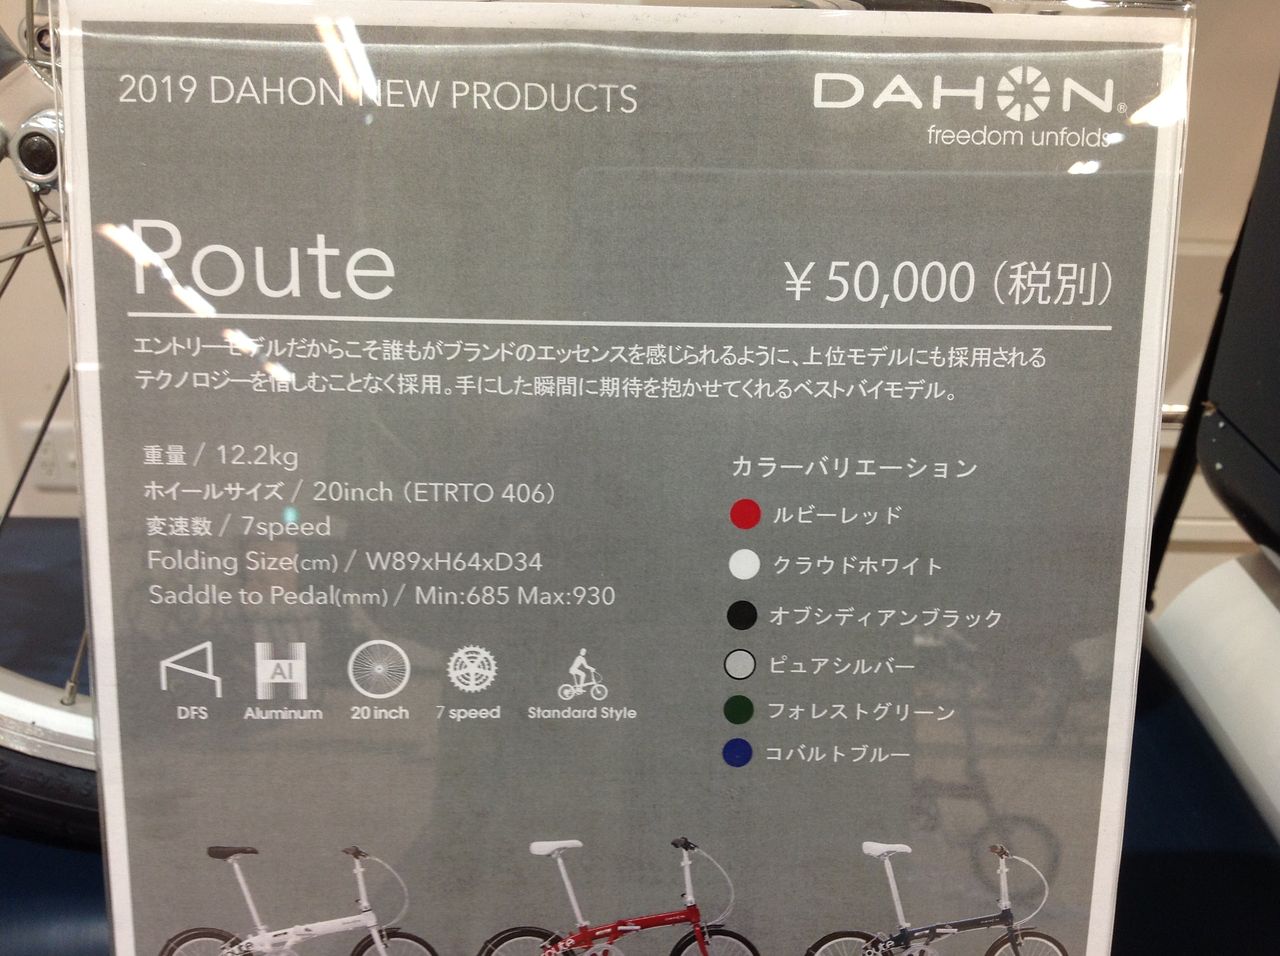 2019 DAHON NEW PRODUCTS
DAHON®
freedom unfolds
Route
¥50,000（税別）
エントリーモデルだからこそ誰もがブランドのエッセンスを感じられるように、上位モデルにも採用される
テクノロジーを惜しむことなく採用。手にした瞬間に期待を抱かせてくれるベストバイモデル。
重量 / 12.2kg
ホイールサイズ / 20inch（ETRTO 406）
変速数 / 7speed
Folding Size(cm) / W89xH64xD34
Saddle to Pedal(mm) / Min:685 Max:930
DFS
Al
Aluminum
20 inch
7 speed
Standard Style
カラーバリエーション
ルビーレッド
クラウドホワイト
オブシディアンブラック
ピュアシルバー
フォレストグリーン
コバルトブルー